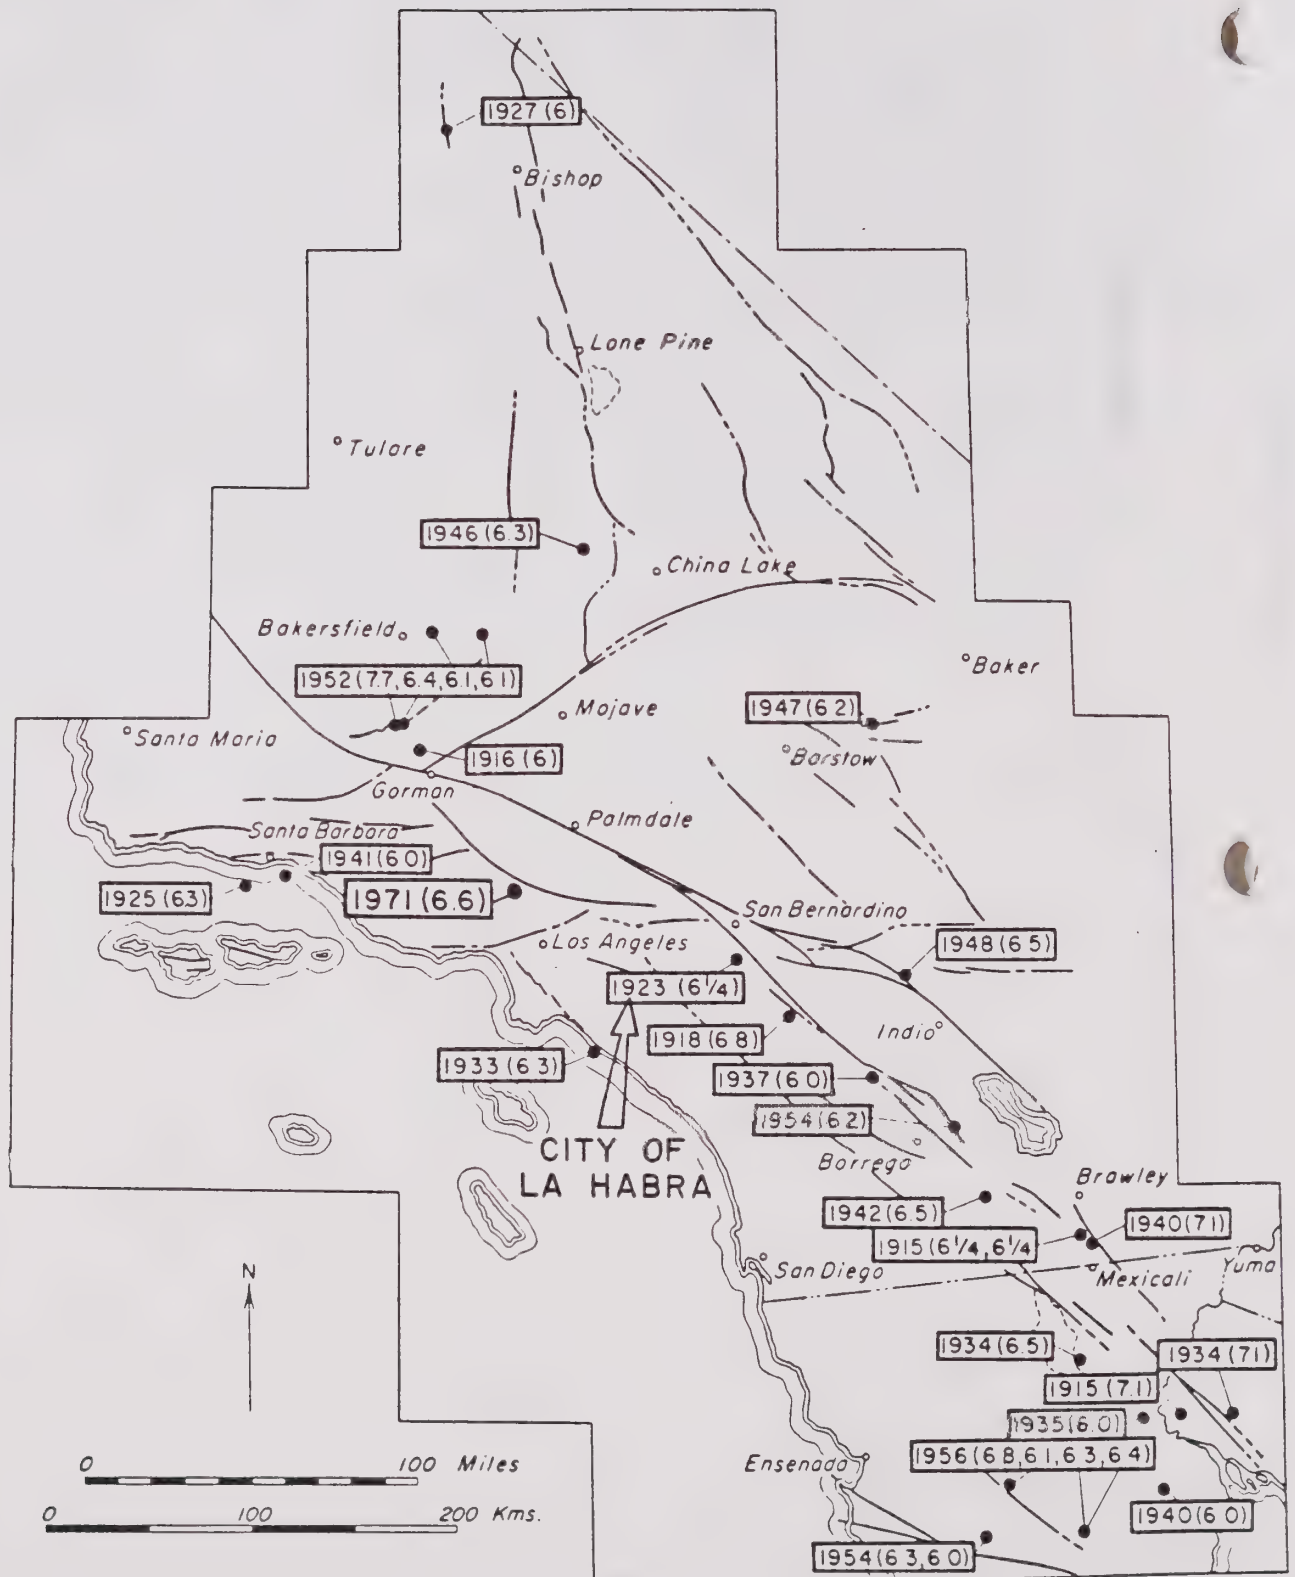 1927 (6)
Bishop
Lone Pine
Tulare
1946 (6.3)
China Lake
Bakersfield
Baker
1952 (7.7, 6.4, 6.1, 6.1)
Mojave
1947 (6.2)
Santa Maria
Barstow
1916 (6)
Gorman
Palmdale
Santa Barbara
1941 (6.0)
1925 (6.3)
1971 (6.6)
San Bernardino
Los Angeles
1948 (6.5)
1923 (6 1/4)
Indio
1918 (6.8)
1933 (6.3)
1937 (6.0)
1954 (6.2)
CITY OF
LA HABRA
Borrego
Brawley
1942 (6.5)
1940 (7.1)
1915 (6 1/4, 6 1/4
San Diego
Mexicali
Yuma
N
1934 (6.5)
1934 (7.1)
1915 (7.1)
1935 (6.0)
1956 (6.8, 6.1, 6.3, 6.4)
Ensenada
0 100 Miles
0 100 200 Kms.
1940 (6.0)
1954 (6.3, 6.0)